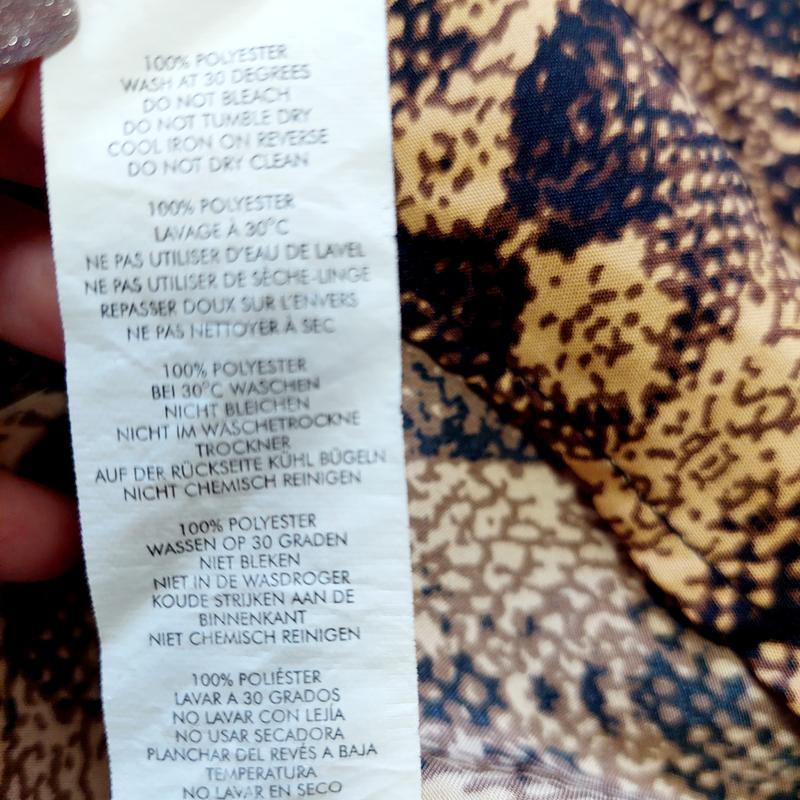 100% POLYESTER
WASH AT 30 DEGREES
DO NOT BLEACH
DO NOT TUMBLE DRY
COOL IRON ON REVERSE
DO NOT DRY CLEAN
100% POLYESTER
LAVAGE À 30°C
NE PAS UTILISER D'EAU DE LAVEL
NE PAS UTILISER DE SÈCHE-LINGE
REPASSER DOUX SUR L'ENVERS
NE PAS NETTOYER À SEC
100% POLYESTER
BEI 30°C WASCHEN
NICHT BLEICHEN
NICHT IM WASCHETROCKNE
TROCKNER
AUF DER RÜCKSEITE KÜHL BÜGELN
NICHT CHEMISCH REINIGEN
100% POLYESTER
WASSEN OP 30 GRADEN
NIET BLEKEN
NIET IN DE WASDROGER
KOUDE STRIJKEN AAN DE
BINNENKANT
NIET CHEMISCH REINIGEN
100% POLIÉSTER
LAVAR A 30 GRADOS
NO LAVAR CON LEJÍA
NO USAR SECADORA
PLANCHAR DEL REVÉS A BAJA
TEMPERATURA
NO LAVAR EN SECO